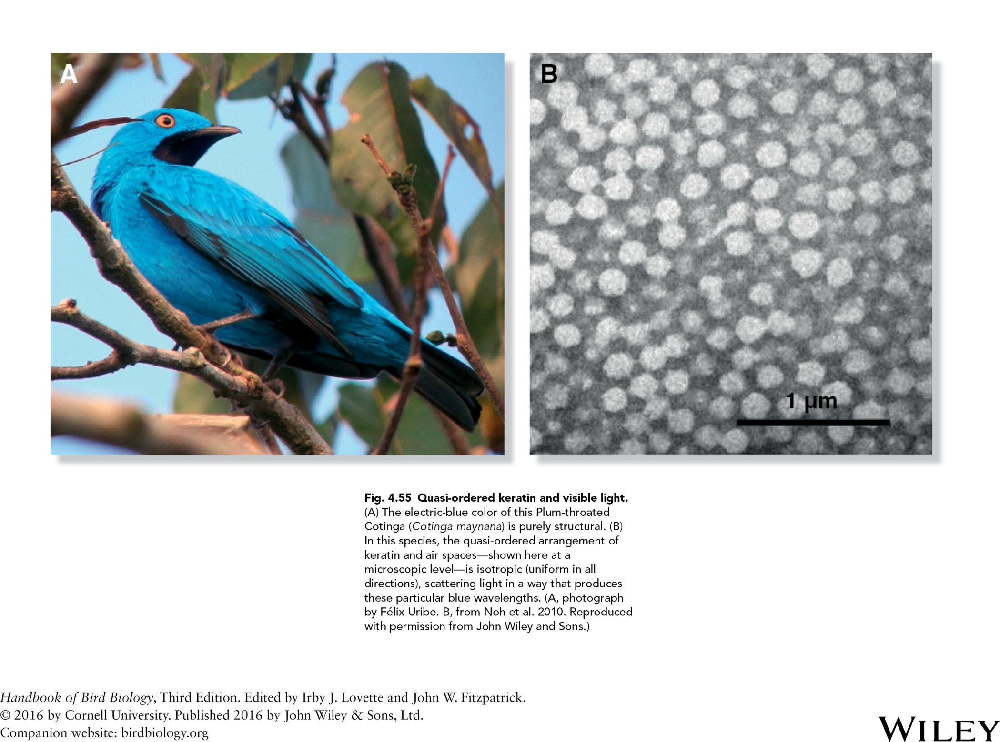 A
B
1 µm
Fig. 4.55 Quasi-ordered keratin and visible light.
(A) The electric-blue color of this Plum-throated
Cotinga (Cotinga maynana) is purely structural. (B)
In this species, the quasi-ordered arrangement of
keratin and air spaces—shown here at a
microscopic level—is isotropic (uniform in all
directions), scattering light in a way that produces
these particular blue wavelengths. (A, photograph
by Félix Uribe. B, from Noh et al. 2010. Reproduced
with permission from John Wiley and Sons.)
Handbook of Bird Biology, Third Edition. Edited by Irby J. Lovette and John W. Fitzpatrick.
© 2016 by Cornell University. Published 2016 by John Wiley & Sons, Ltd.
Companion website: birdbiology.org
WILEY